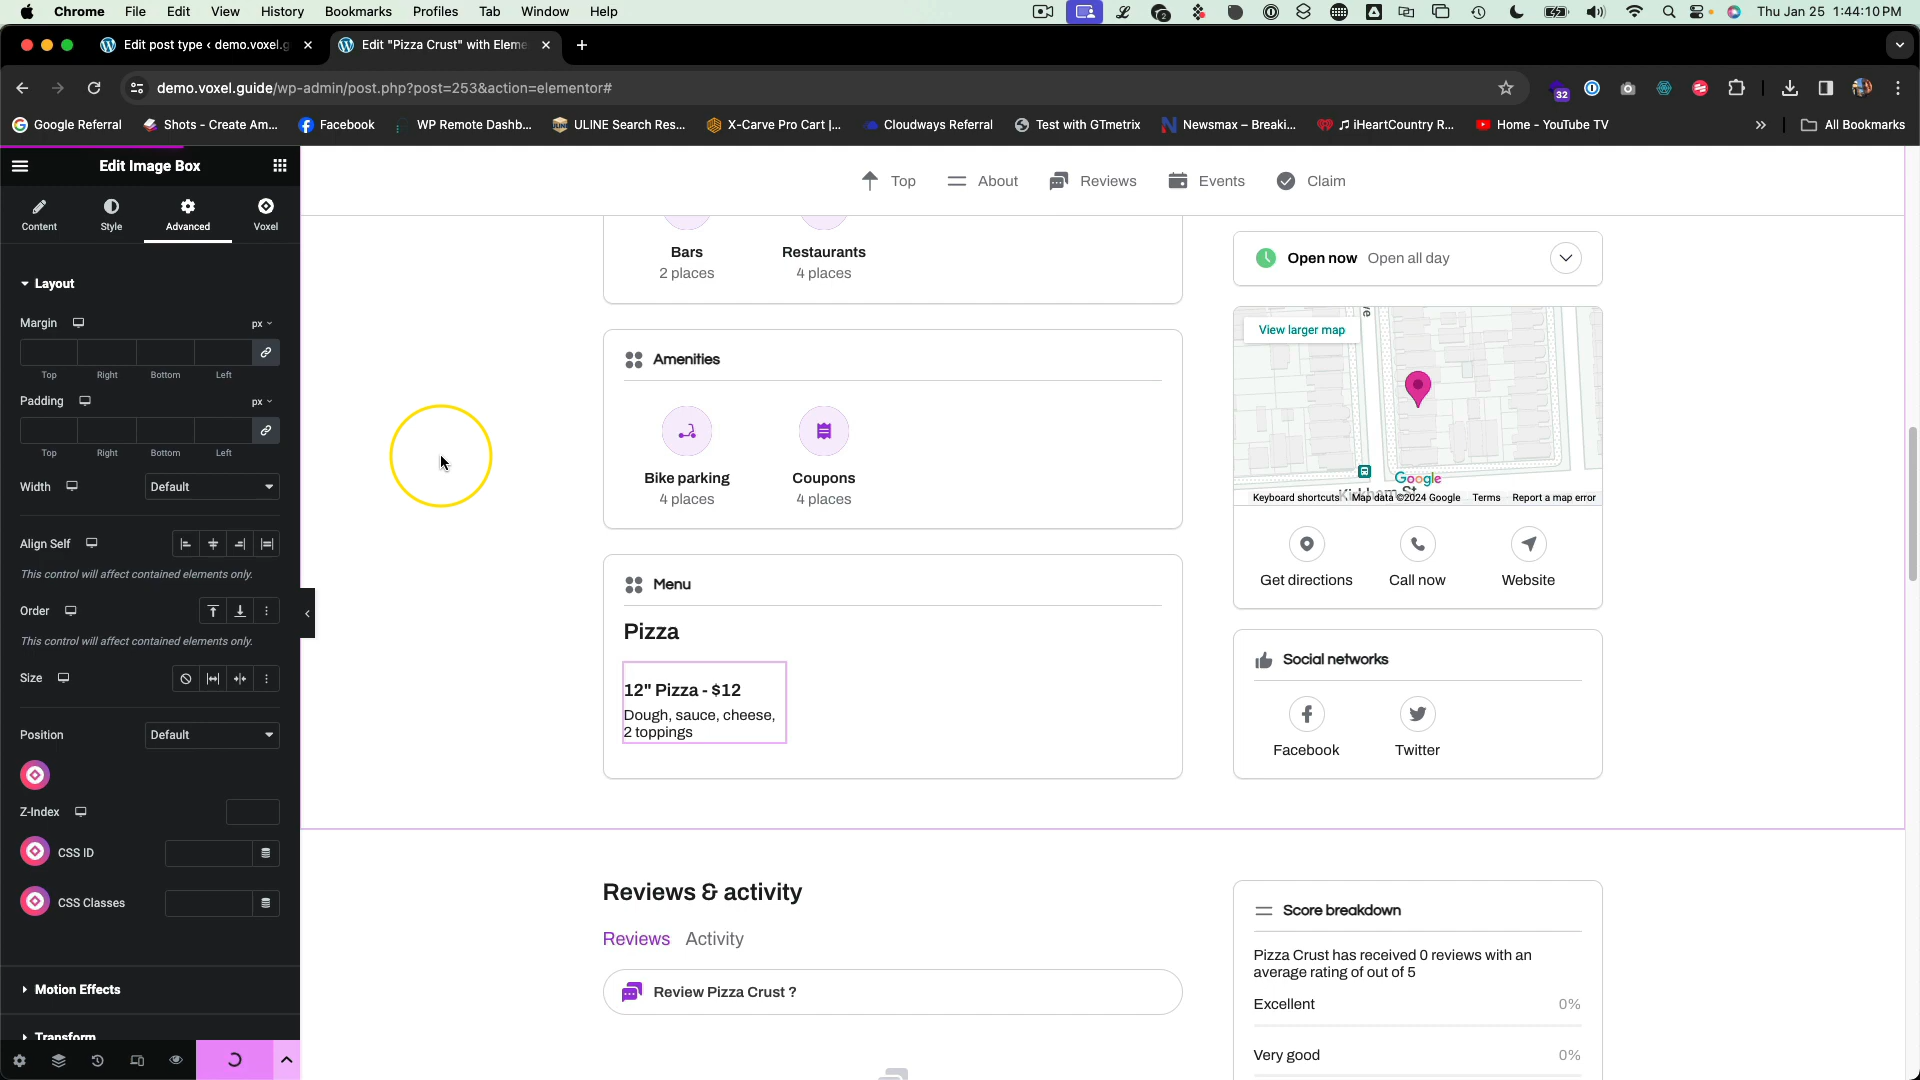 Chrome File Edit View History Bookmarks Profiles Tab Window Help Thu Jan 25 1:44:10 PM
Edit post type ‹ demo.voxel.g Edit "Pizza Crust" with Eleme
demo.voxel.guide/wp-admin/post.php?post=253&action=elementor# 32
Google Referral Shots - Create Am... Facebook WP Remote Dashb... ULINE Search Res... X-Carve Pro Cart |... Cloudways Referral Test with GTmetrix Newsmax – Breaki... ♫ iHeartCountry R... Home - YouTube TV » All Bookmarks
Edit Image Box
Content Style Advanced Voxel
Layout
Margin px
Top Right Bottom Left
Padding px
Top Right Bottom Left
Width Default
Align Self
This control will affect contained elements only.
Order
This control will affect contained elements only.
Size
Position Default
Z-Index
CSS ID
CSS Classes
Motion Effects
Transform
Top About Reviews Events Claim
Bars Restaurants
2 places 4 places
Amenities
Bike parking Coupons
4 places 4 places
Menu
Pizza
12" Pizza - $12
Dough, sauce, cheese,
2 toppings
Open now Open all day
View larger map
Google
Keyboard shortcuts Map data ©2024 Google Terms Report a map error
Get directions Call now Website
Social networks
Facebook Twitter
Reviews & activity
Reviews Activity
Review Pizza Crust ?
Score breakdown
Pizza Crust has received 0 reviews with an
average rating of out of 5
Excellent 0%
Very good 0%